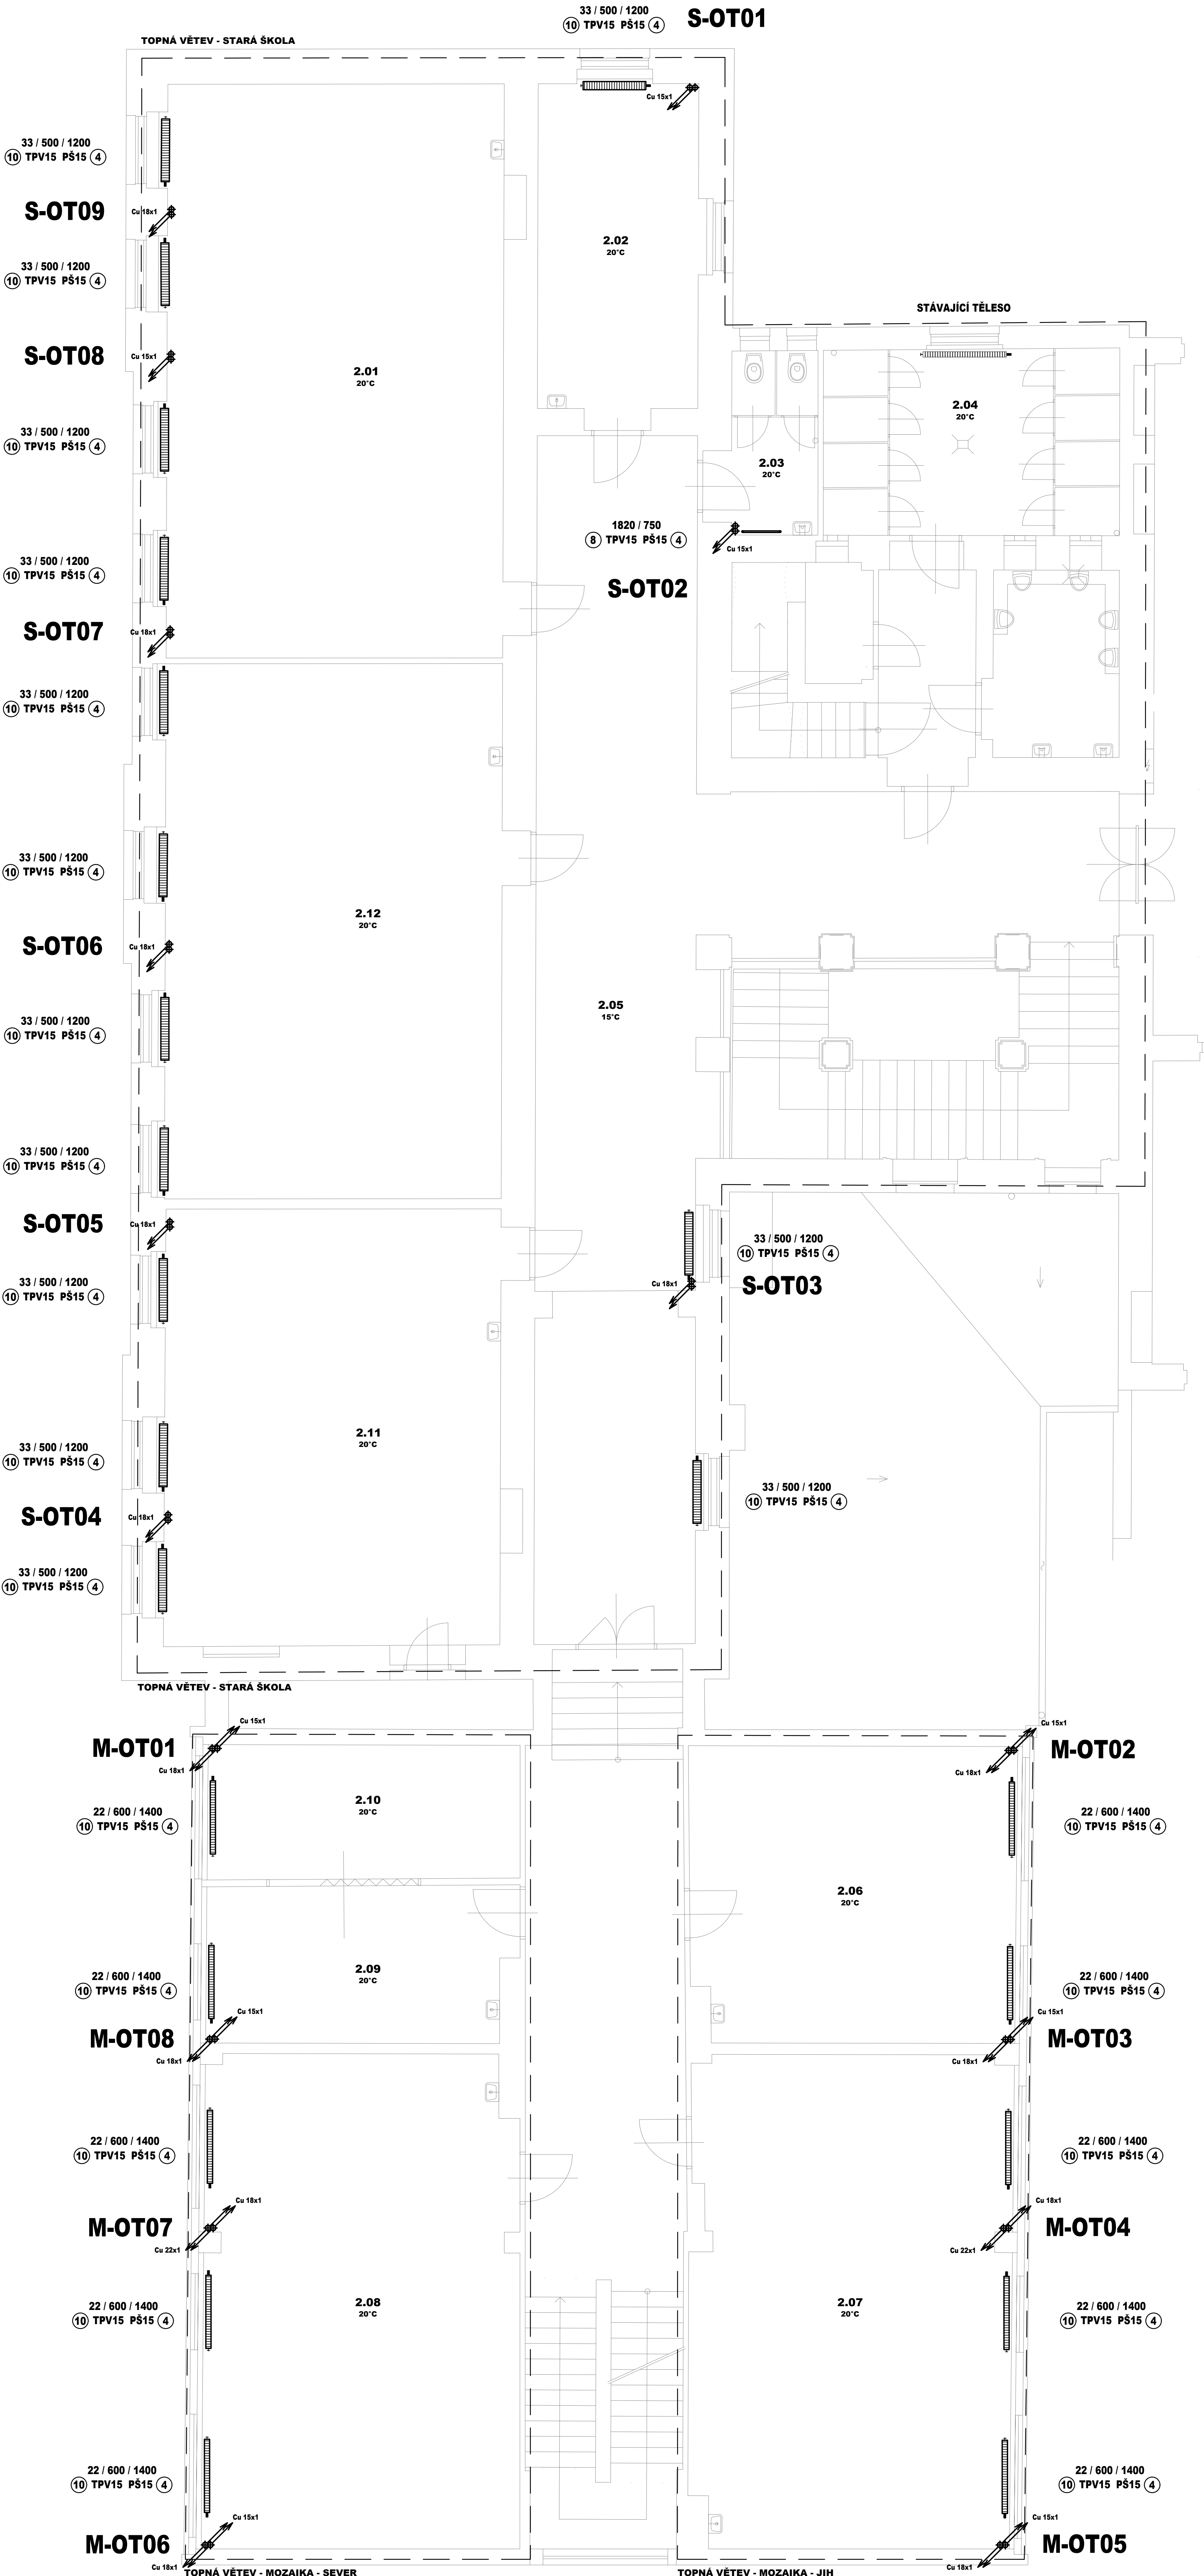 33 / 500 / 1200
10 TPV15 PŠ15 4
S-OT01
TOPNÁ VĚTEV - STARÁ ŠKOLA
Cu 15x1
33 / 500 / 1200
10 TPV15 PŠ15 4
S-OT09
Cu 18x1
2.02
20°C
33 / 500 / 1200
10 TPV15 PŠ15 4
STÁVAJÍCÍ TĚLESO
S-OT08
Cu 15x1
2.01
20°C
2.04
20°C
33 / 500 / 1200
10 TPV15 PŠ15 4
2.03
20°C
1820 / 750
8 TPV15 PŠ15 4
Cu 15x1
S-OT02
33 / 500 / 1200
10 TPV15 PŠ15 4
S-OT07
Cu 18x1
33 / 500 / 1200
10 TPV15 PŠ15 4
33 / 500 / 1200
10 TPV15 PŠ15 4
2.12
20°C
S-OT06
Cu 18x1
2.05
15°C
33 / 500 / 1200
10 TPV15 PŠ15 4
33 / 500 / 1200
10 TPV15 PŠ15 4
S-OT05
Cu 18x1
33 / 500 / 1200
10 TPV15 PŠ15 4
S-OT03
Cu 18x1
33 / 500 / 1200
10 TPV15 PŠ15 4
2.11
20°C
33 / 500 / 1200
10 TPV15 PŠ15 4
33 / 500 / 1200
10 TPV15 PŠ15 4
S-OT04
Cu 18x1
33 / 500 / 1200
10 TPV15 PŠ15 4
TOPNÁ VĚTEV - STARÁ ŠKOLA
Cu 15x1
M-OT01
Cu 18x1
Cu 15x1
M-OT02
Cu 18x1
2.10
20°C
22 / 600 / 1400
10 TPV15 PŠ15 4
22 / 600 / 1400
10 TPV15 PŠ15 4
2.06
20°C
2.09
20°C
22 / 600 / 1400
10 TPV15 PŠ15 4
22 / 600 / 1400
10 TPV15 PŠ15 4
Cu 15x1
M-OT08
Cu 18x1
Cu 15x1
M-OT03
Cu 18x1
22 / 600 / 1400
10 TPV15 PŠ15 4
22 / 600 / 1400
10 TPV15 PŠ15 4
Cu 18x1
M-OT07
Cu 22x1
Cu 18x1
M-OT04
Cu 22x1
2.08
20°C
2.07
20°C
22 / 600 / 1400
10 TPV15 PŠ15 4
22 / 600 / 1400
10 TPV15 PŠ15 4
22 / 600 / 1400
10 TPV15 PŠ15 4
22 / 600 / 1400
10 TPV15 PŠ15 4
Cu 15x1
M-OT06
Cu 18x1
Cu 15x1
M-OT05
Cu 18x1
TOPNÁ VĚTEV - MOZAIKA - SEVER
TOPNÁ VĚTEV - MOZAIKA - JIH